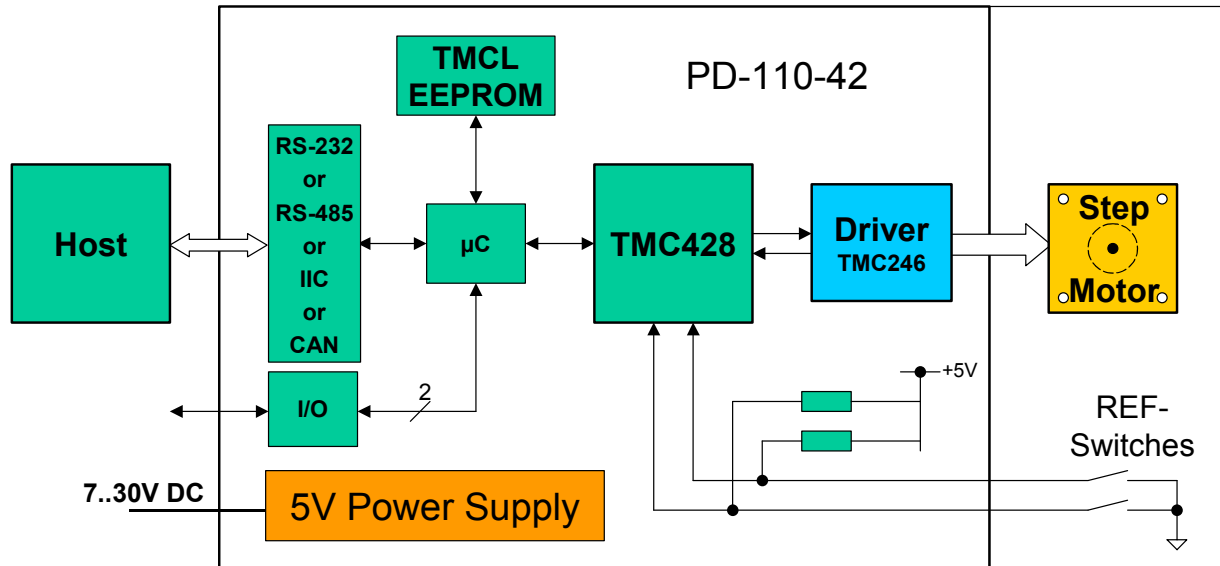 TMCL
EEPROM
PD-110-42
RS-232
or
RS-485
or
IIC
or
CAN
Host
µC
TMC428
Driver
TMC246
Step
Motor
I/O
2
+5V
REF-
Switches
7..30V DC
5V Power Supply